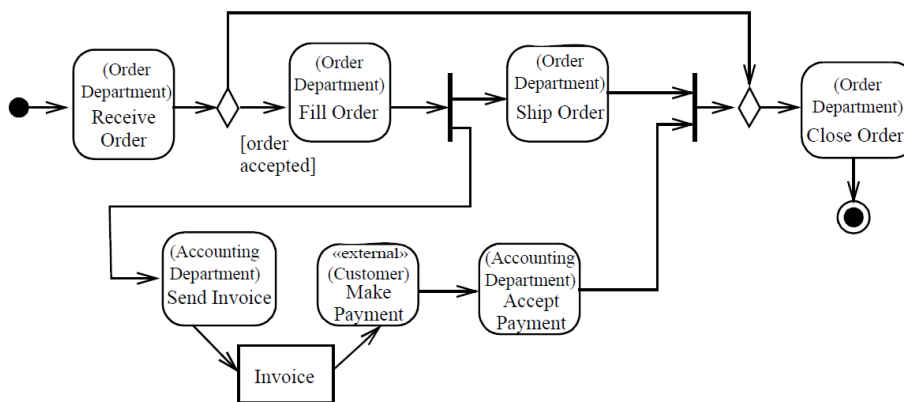 (Order
Department)
Receive
Order
(Order
Department)
Fill Order
[order
accepted]
(Order
Department)
Ship Order
(Order
Department)
Close Order
(Accounting
Department)
Send Invoice
«external»
(Customer)
Make
Payment
(Accounting
Department)
Accept
Payment
Invoice